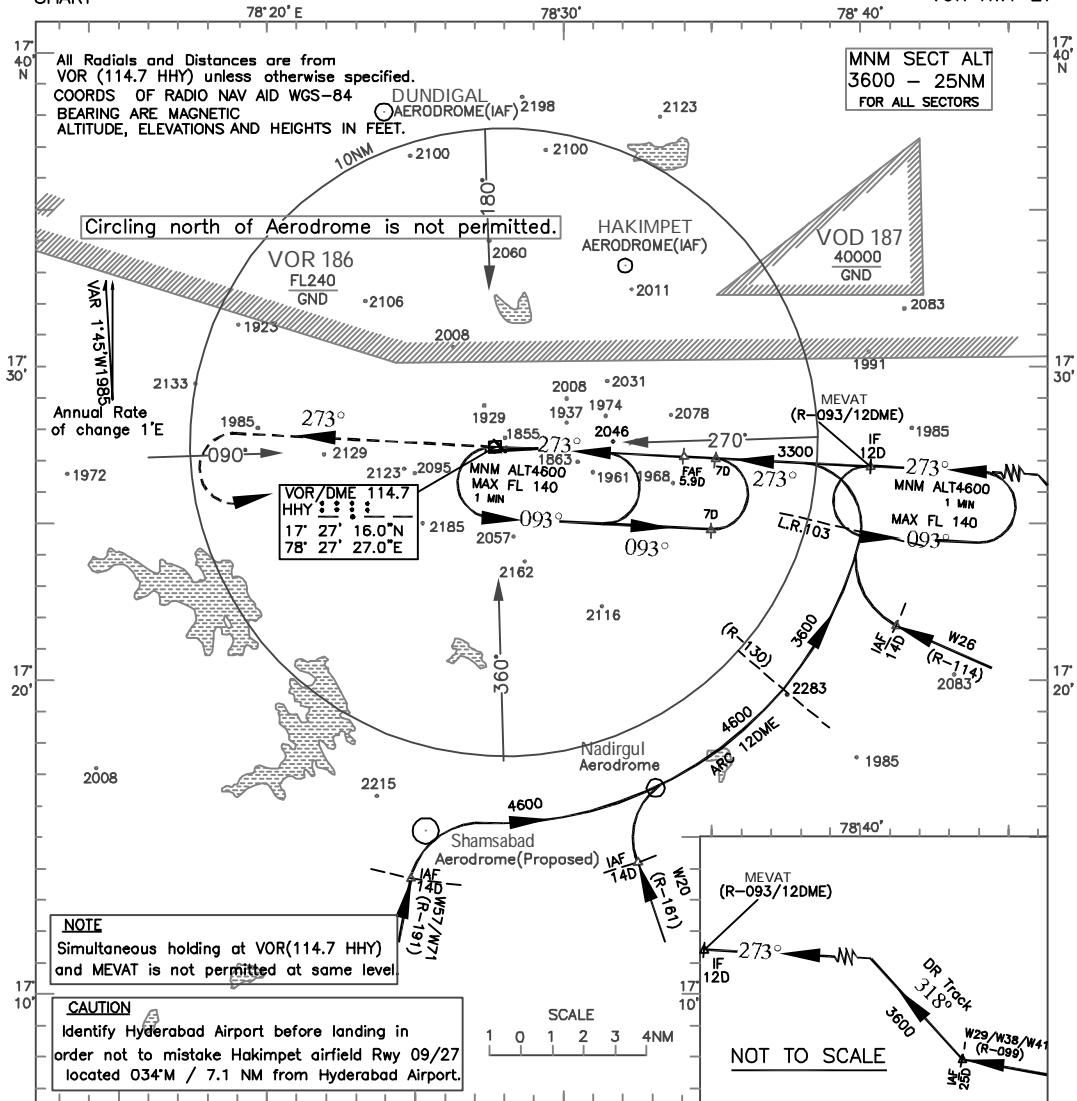 CHART
78°20' E
78°30'
78°40'
17°
40'
N
17°
40'
N
All Radials and Distances are from
VOR (114.7 HHY) unless otherwise specified.
COORDS OF RADIO NAV AID WGS-84
BEARING ARE MAGNETIC
ALTITUDE, ELEVATIONS AND HEIGHTS IN FEET.
MNM SECT ALT
3600 - 25NM
FOR ALL SECTORS
DUNDIGAL
AERODROME(IAF)
2198
2123
10NM
2100
2100
180°
Circling north of Aerodrome is not permitted.
HAKIMPET
AERODROME(IAF)
VOD 187
40000
GND
2060
VOR 186
FL240
GND
2011
2106
2083
VAR 1°45'W1985
1923
2008
17°
30'
1991
17°
30'
2133
2008
2031
Annual Rate
of change 1°E
MEVAT
(R-093/12DME)
1985
273°
1929
1937
1974
2078
1985
1855
273°
2046
270°
IF
12D
090°
2129
3300
273°
1972
2123
2095
1863
1961
1968
FAF
5.9D
7D
273°
MNM ALT4600
MAX FL 140
1 MIN
MNM ALT4600
1 MIN
MAX FL 140
VOR/DME 114.7
HHY
17° 27' 16.0"N
78° 27' 27.0"E
2185
093°
7D
L.R.103
093°
2057
093°
2162
2116
360°
(R-130)
3600
IAF
14D
W26
(R-114)
17°
20'
17°
20'
2083
2283
4600
ARC 12DME
Nadirgul
Aerodrome
1985
2008
2215
4600
78°40'
Shamsabad
Aerodrome(Proposed)
IAF
14D
W57/W71
(R-191)
IAF
14D
W20
(R-161)
MEVAT
(R-093/12DME)
NOTE
Simultaneous holding at VOR(114.7 HHY)
and MEVAT is not permitted at same level.
273°
IF
12D
DR Track
318°
3600
17°
10'
17°
10'
CAUTION
Identify Hyderabad Airport before landing in
order not to mistake Hakimpet airfield Rwy 09/27
located 034°M / 7.1 NM from Hyderabad Airport.
SCALE
1 0 1 2 3 4NM
W29/W38/W41
(R-099)
NOT TO SCALE
IAF
25D